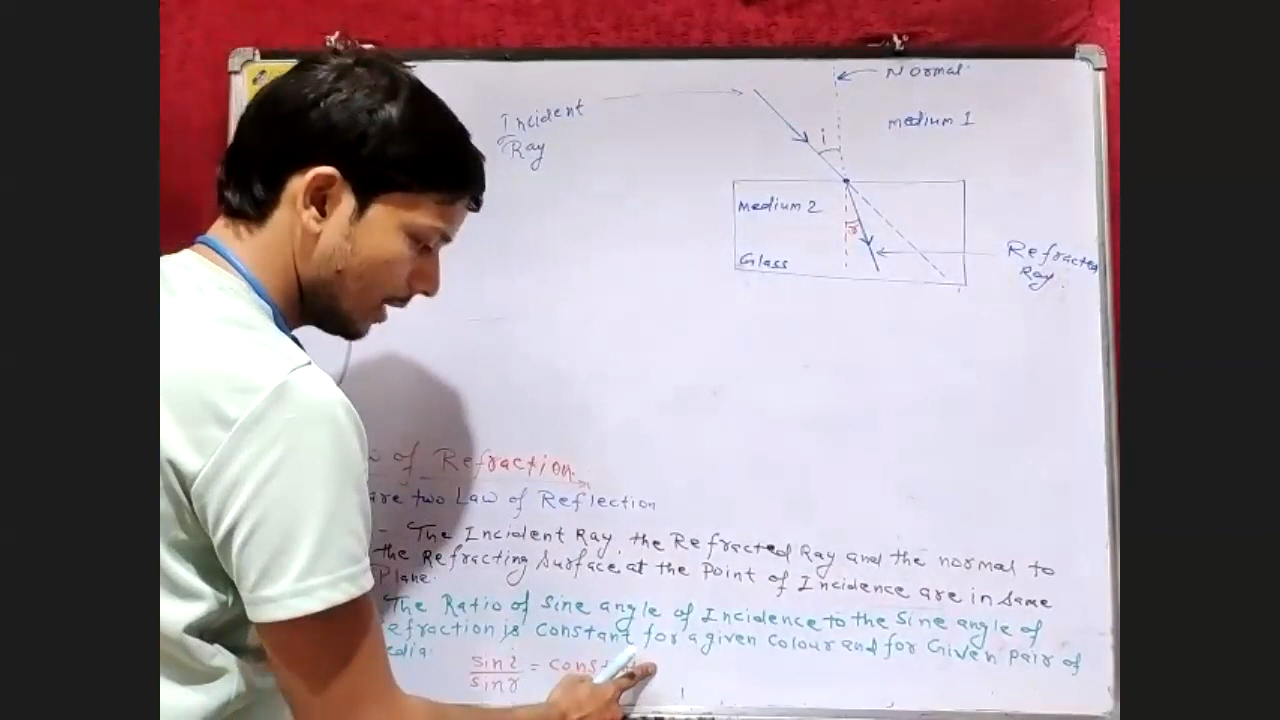 Normal
Incident
Ray
medium 1
i
medium 2
r
Glass
Refracted
Ray
of Refraction
are two Law of Reflection
- The Incident Ray, the Refracted Ray and the normal to
the Refracting Surface at the Point of Incidence are in Same
Plane.
The Ratio of Sine angle of Incidence to the Sine angle of
efraction is Constant for a given Colour and for Given pair of
edia.
sin i
sin r
=